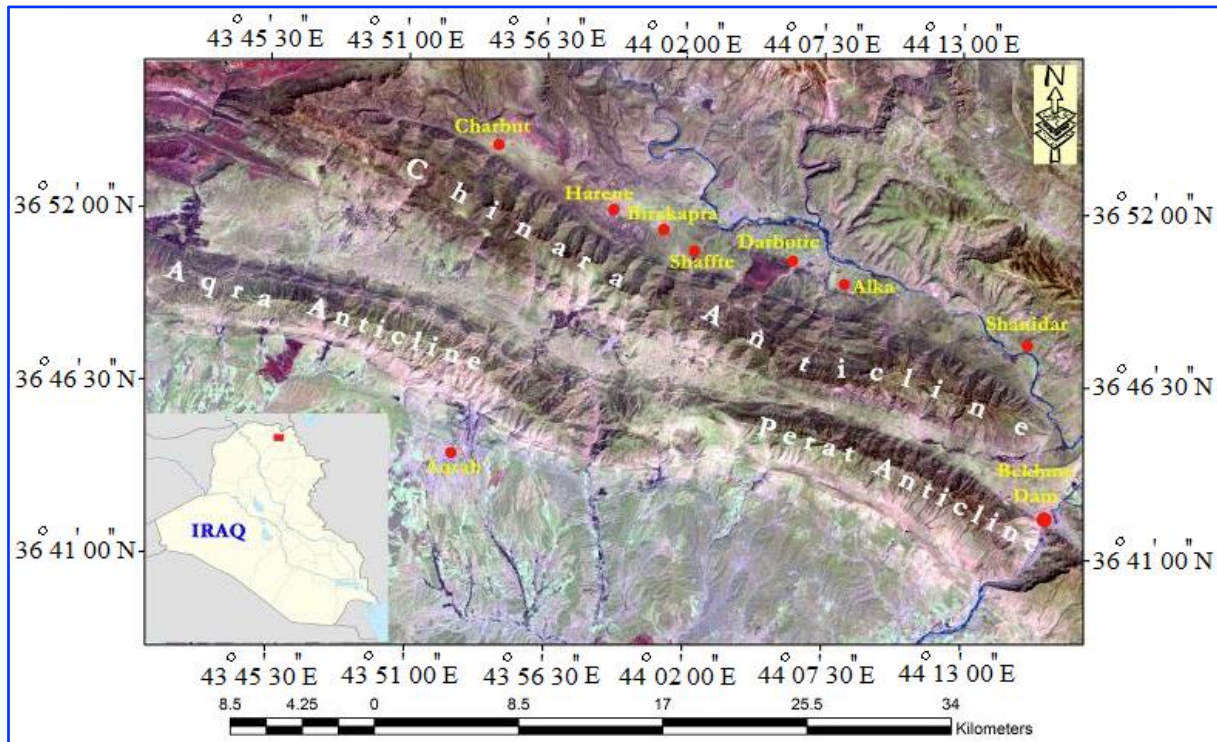 43° 45' 30" E 43° 51' 00" E 43° 56' 30" E 44° 02' 00" E 44° 07' 30" E 44° 13' 00" E
N
Charbut
Harene
36° 52' 00" N
36° 52' 00" N
Birakapra
Shaffte
Darbotic
Alka
Chinara Anticline
Aqra Anticline
Shanidar
36° 46' 30" N
36° 46' 30" N
Perat Anticline
Aqrah
Bekhme
Dam
IRAQ
36° 41' 00" N
36° 41' 00" N
43° 45' 30" E 43° 51' 00" E 43° 56' 30" E 44° 02' 00" E 44° 07' 30" E 44° 13' 00" E
8.5 4.25 0 8.5 17 25.5 34
Kilometers